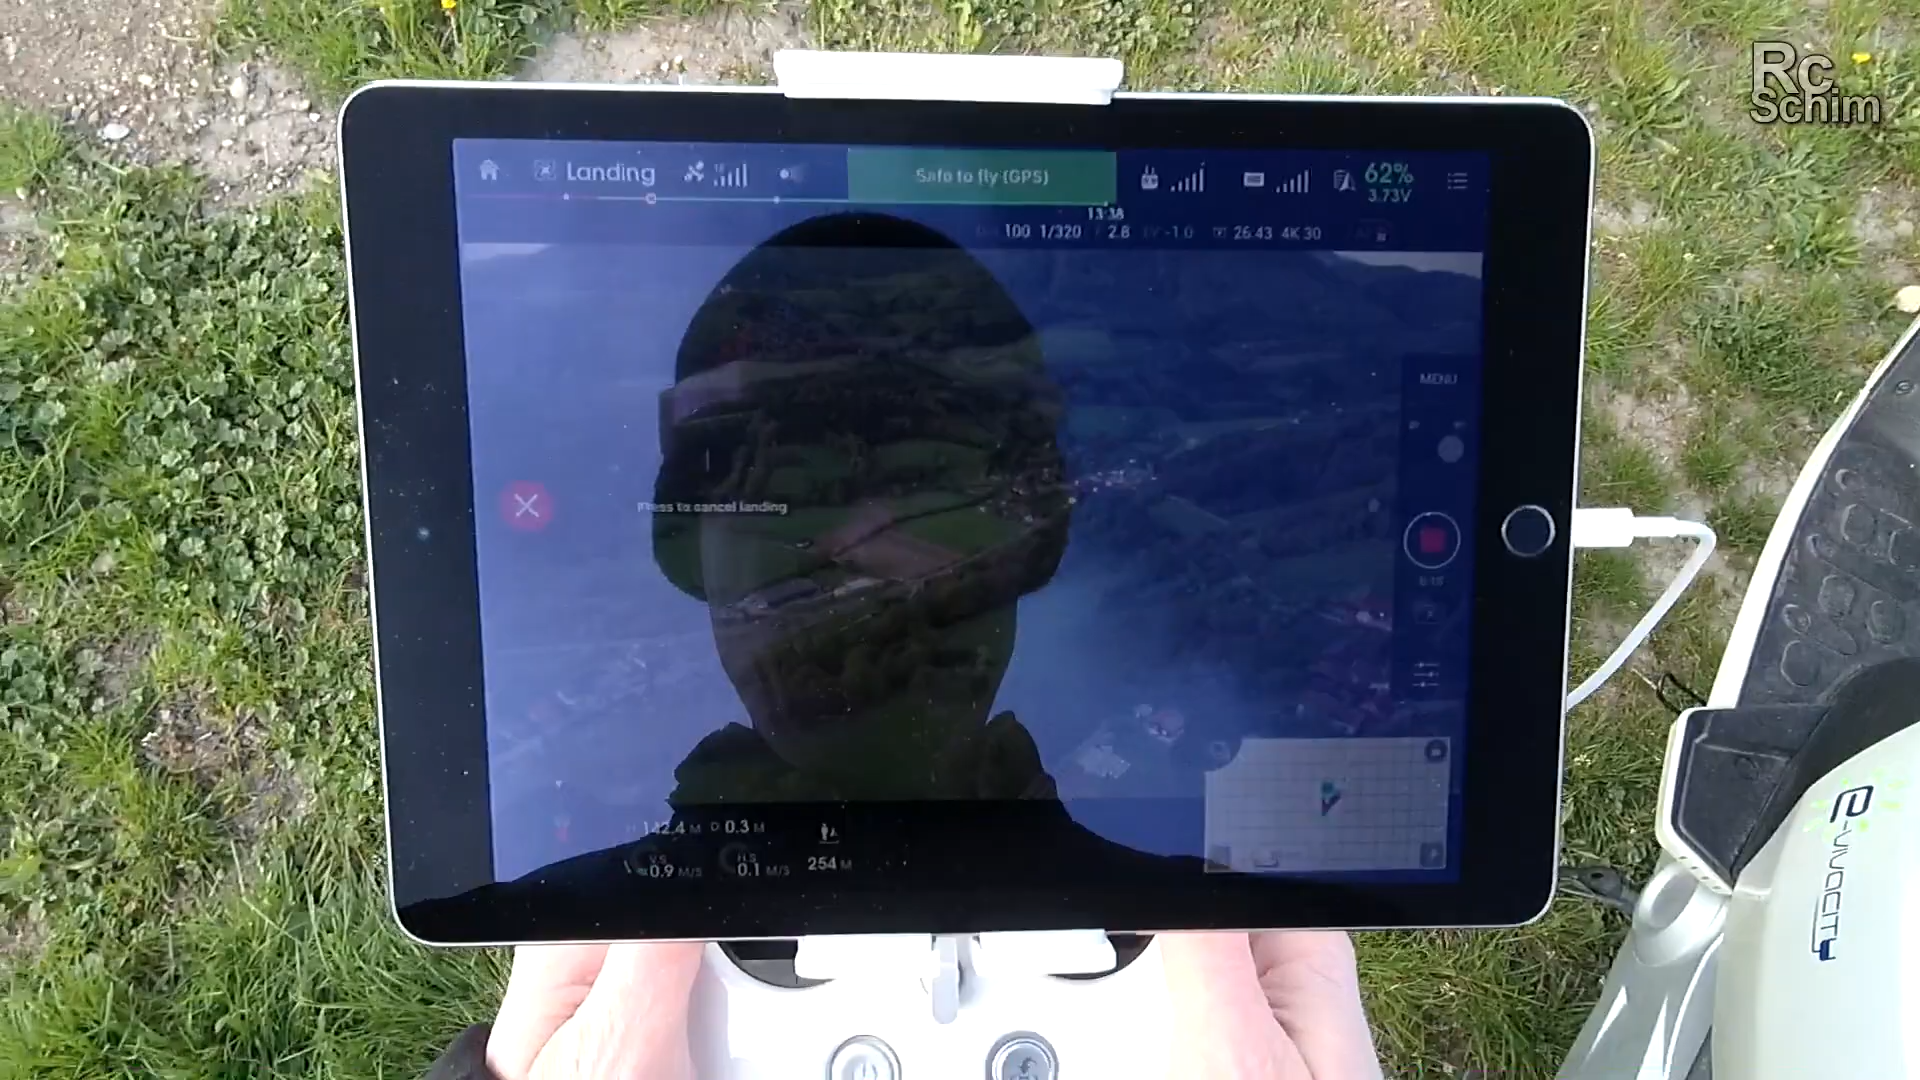 Rc
Schim
Landing
Safe to fly (GPS)
62%
3.73V
13:38
100 1/320 2.8 -1.0 26:43 4K 30
MENU
Press to cancel landing
H 142.4 M D 0.3 M
V.S 0.9 M/S H.S 0.1 M/S 254 M
e-VIVACITY